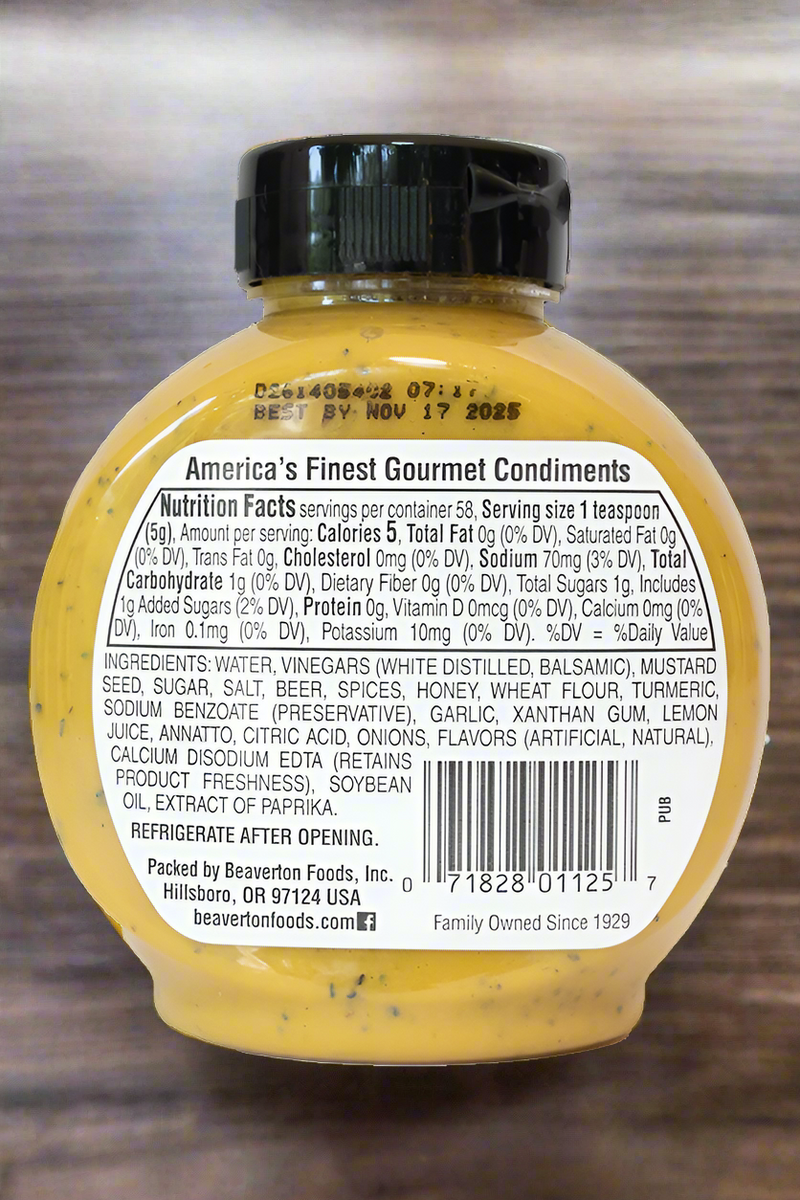 07:17
BEST BY NOV 17 2025
America's Finest Gourmet Condiments
Nutrition Facts servings per container 58, Serving size 1 teaspoon
(5g), Amount per serving: Calories 5, Total Fat 0g (0% DV), Saturated Fat 0g
(0% DV), Trans Fat 0g, Cholesterol 0mg (0% DV), Sodium 70mg (3% DV), Total
Carbohydrate 1g (0% DV), Dietary Fiber 0g (0% DV), Total Sugars 1g, Includes
1g Added Sugars (2% DV), Protein 0g, Vitamin D 0mcg (0% DV), Calcium 0mg (0%
DV), Iron 0.1mg (0% DV), Potassium 10mg (0% DV). %DV = %Daily Value
INGREDIENTS: WATER, VINEGARS (WHITE DISTILLED, BALSAMIC), MUSTARD
SEED, SUGAR, SALT, BEER, SPICES, HONEY, WHEAT FLOUR, TURMERIC,
SODIUM BENZOATE (PRESERVATIVE), GARLIC, XANTHAN GUM, LEMON
JUICE, ANNATTO, CITRIC ACID, ONIONS, FLAVORS (ARTIFICIAL, NATURAL),
CALCIUM DISODIUM EDTA (RETAINS
PRODUCT FRESHNESS), SOYBEAN
OIL, EXTRACT OF PAPRIKA.
REFRIGERATE AFTER OPENING.
Packed by Beaverton Foods, Inc.
Hillsboro, OR 97124 USA
beavertonfoods.com f
PUB
0 71828 01125 7
Family Owned Since 1929